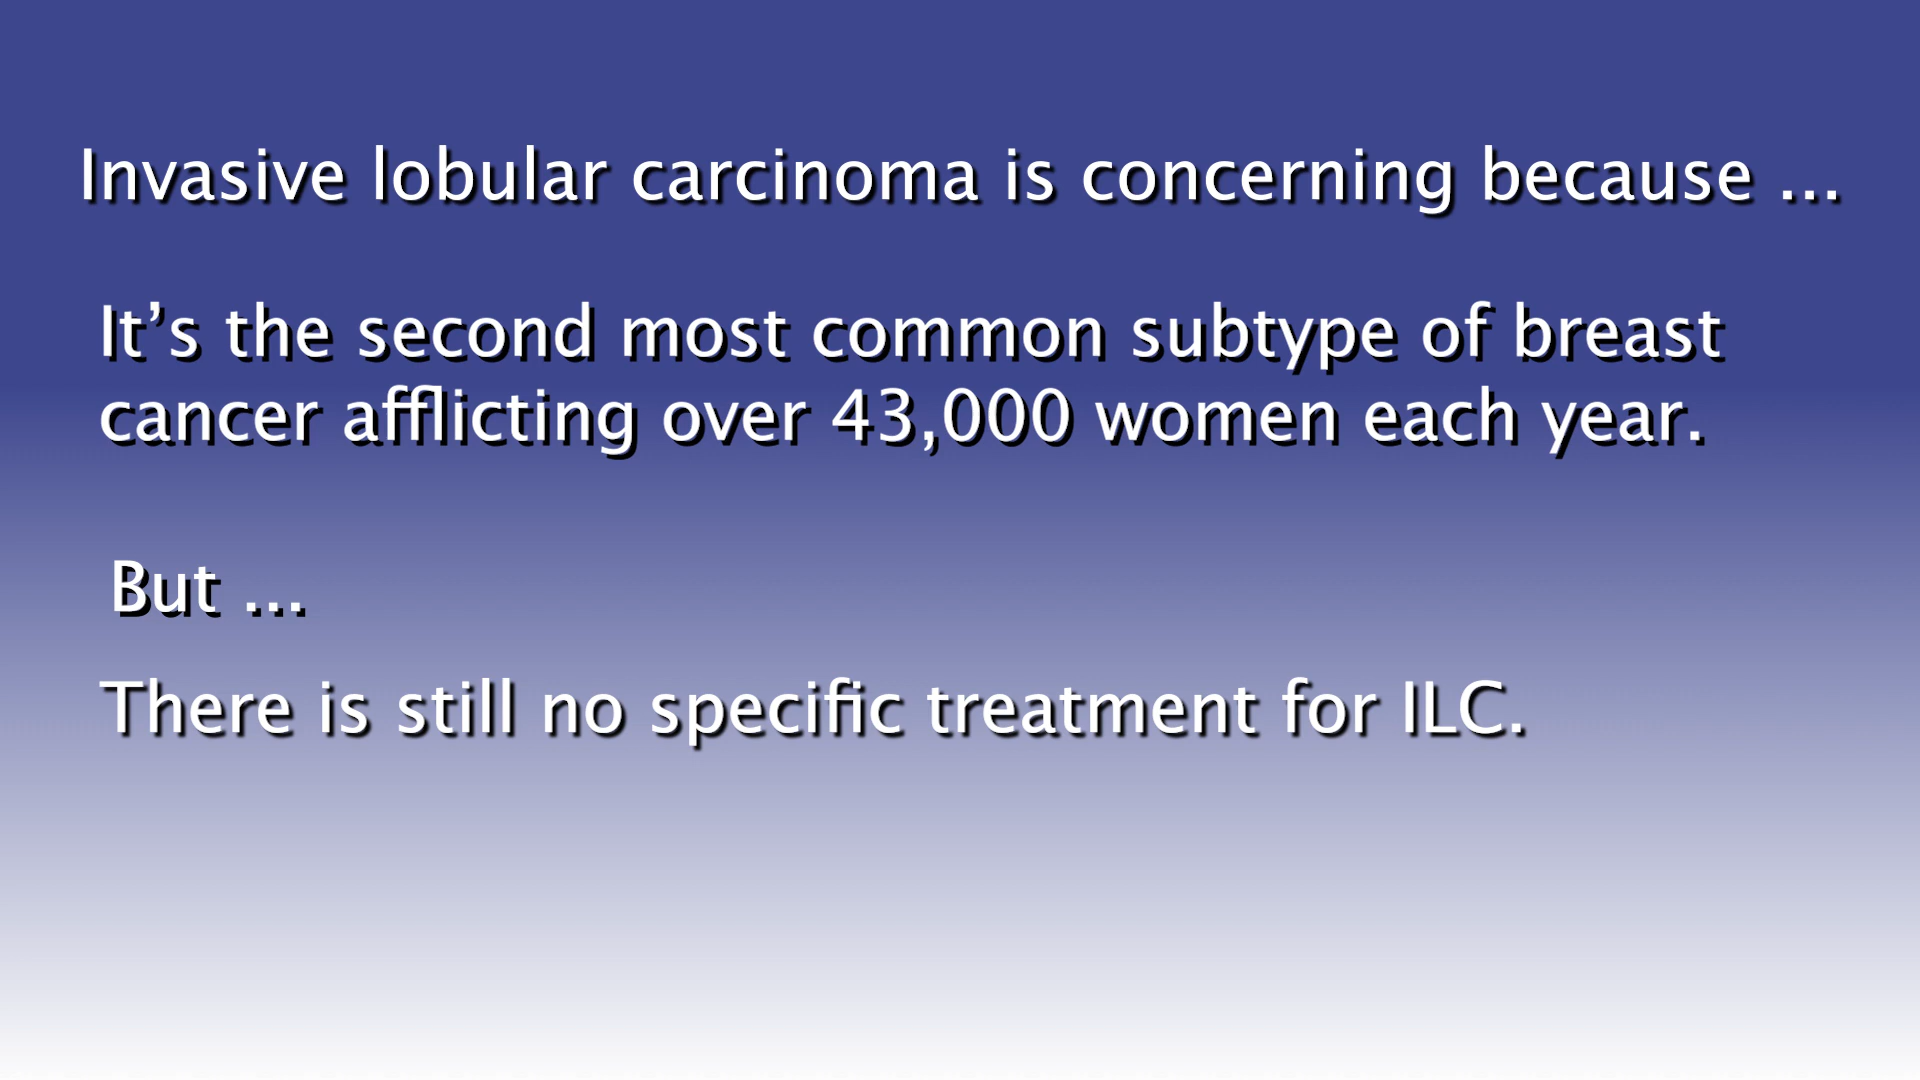 Invasive lobular carcinoma is concerning because ...
It’s the second most common subtype of breast
cancer afflicting over 43,000 women each year.
But ...
There is still no specific treatment for ILC.